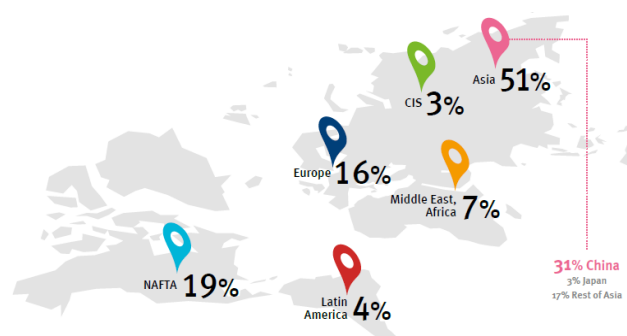 Asia 51%
CIS 3%
Europe 16%
Middle East,
Africa 7%
31% China
3% Japan
17% Rest of Asia
NAFTA 19%
Latin
America 4%